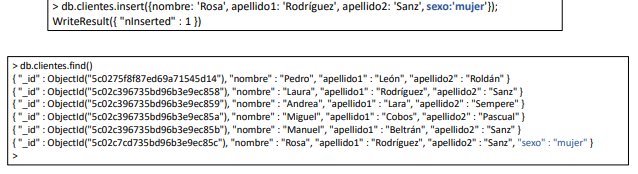 > db.clientes.insert({nombre: 'Rosa', apellido1: 'Rodríguez', apellido2: 'Sanz', sexo:'mujer'});
WriteResult({ "nInserted" : 1 })
> db.clientes.find()
{ "_id" : ObjectId("5c0275f8f87ed69a71545d14"), "nombre" : "Pedro", "apellido1" : "León", "apellido2" : "Roldán" }
{ "_id" : ObjectId("5c02c396735bd96b3e9ec858"), "nombre" : "Laura", "apellido1" : "Rodríguez", "apellido2" : "Sanz" }
{ "_id" : ObjectId("5c02c396735bd96b3e9ec859"), "nombre" : "Andrea", "apellido1" : "Lara", "apellido2" : "Sempere" }
{ "_id" : ObjectId("5c02c396735bd96b3e9ec85a"), "nombre" : "Miguel", "apellido1" : "Cobos", "apellido2" : "Pascual" }
{ "_id" : ObjectId("5c02c396735bd96b3e9ec85b"), "nombre" : "Manuel", "apellido1" : "Beltrán", "apellido2" : "Sanz" }
{ "_id" : ObjectId("5c02c7cd735bd96b3e9ec85c"), "nombre" : "Rosa", "apellido1" : "Rodríguez", "apellido2" : "Sanz", "sexo" : "mujer" }
>